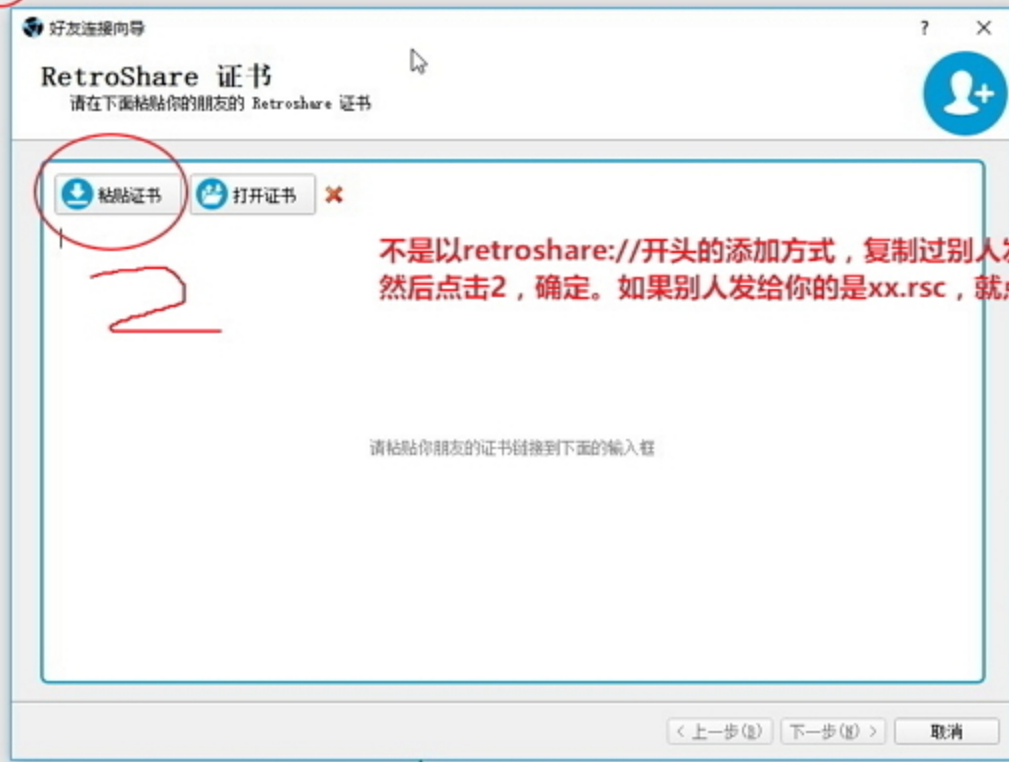 好友连接向导
?
RetroShare 证书
请在下面粘贴你的朋友的 Retroshare 证书
粘贴证书 打开证书
不是以retroshare://开头的添加方式，复制过别人发
然后点击2，确定。如果别人发给你的是xx.rsc，就点
2
请粘贴你朋友的证书链接到下面的输入框
< 上一步(B) 下一步(N) > 取消